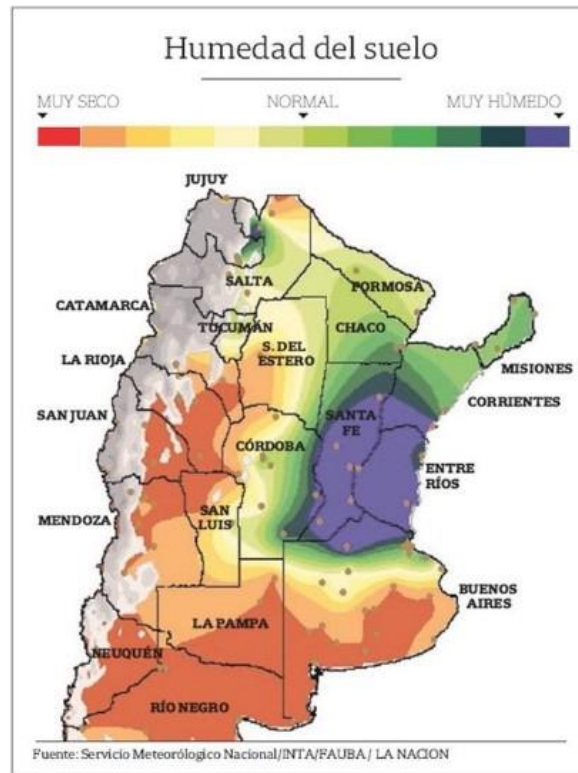 Humedad del suelo
MUY SECO NORMAL MUY HÚMEDO
JUJUY
SALTA
FORMOSA
CATAMARCA
TUCUMÁN
CHACO
S. DEL
ESTERO
LA RIOJA
MISIONES
CORRIENTES
SAN JUAN
SANTA
FE
CÓRDOBA
ENTRE
RÍOS
MENDOZA
SAN
LUIS
BUENOS
AIRES
LA PAMPA
NEUQUÉN
RÍO NEGRO
Fuente: Servicio Meteorólogico Nacional/INTA/FAUBA/ LA NACION